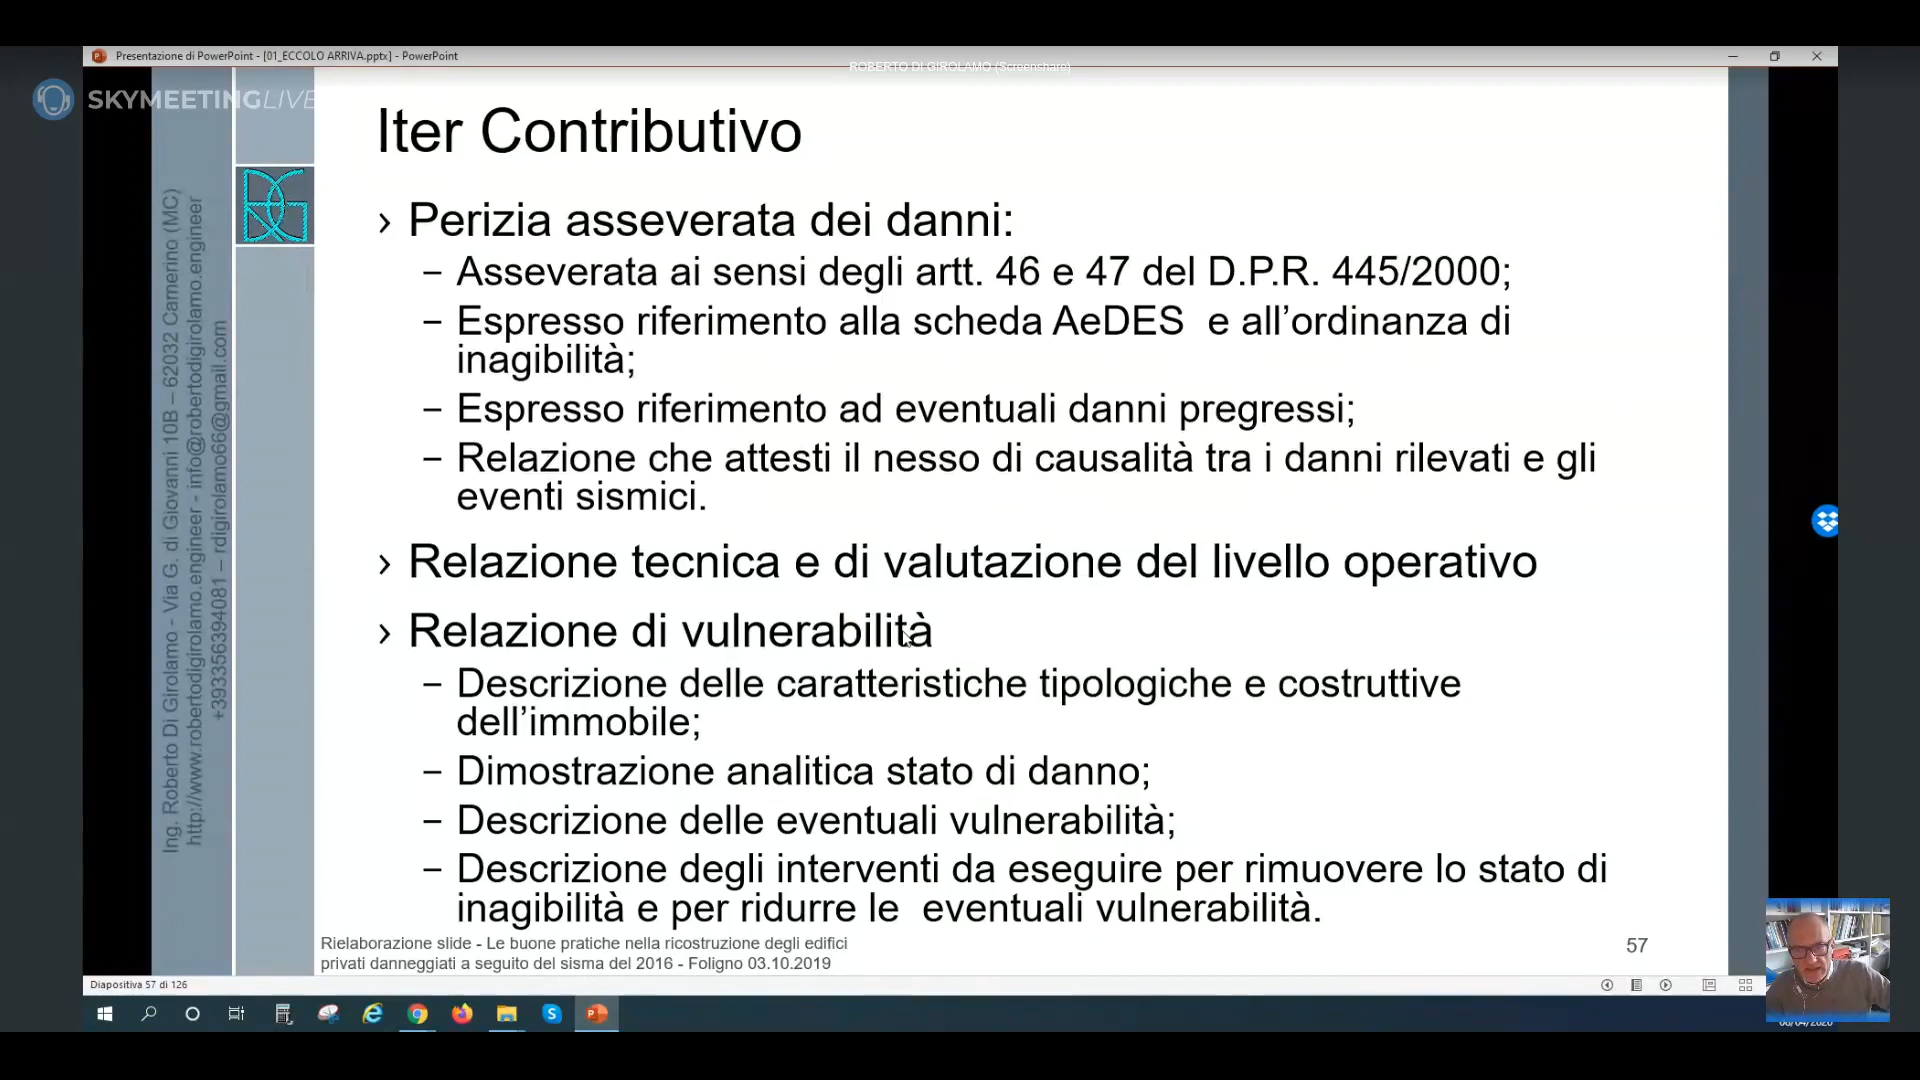 Presentazione di PowerPoint - [01_ECCOLO ARRIVA.pptx] - PowerPoint
ROBERTO DI GIROLAMO (Screenshare)
SKYMEETINGLIVE
Iter Contributivo
› Perizia asseverata dei danni:
– Asseverata ai sensi degli artt. 46 e 47 del D.P.R. 445/2000;
– Espresso riferimento alla scheda AeDES e all’ordinanza di
inagibilità;
– Espresso riferimento ad eventuali danni pregressi;
– Relazione che attesti il nesso di causalità tra i danni rilevati e gli
eventi sismici.
› Relazione tecnica e di valutazione del livello operativo
› Relazione di vulnerabilità
– Descrizione delle caratteristiche tipologiche e costruttive
dell’immobile;
– Dimostrazione analitica stato di danno;
– Descrizione delle eventuali vulnerabilità;
– Descrizione degli interventi da eseguire per rimuovere lo stato di
inagibilità e per ridurre le eventuali vulnerabilità.
Rielaborazione slide - Le buone pratiche nella ricostruzione degli edifici
privati danneggiati a seguito del sisma del 2016 - Foligno 03.10.2019
57
Ing. Roberto Di Girolamo - Via G. di Giovanni 10B – 62032 Camerino (MC)
http://www.robertodigirolamo.engineer - info@robertodigirolamo.engineer
+393356394081 – rdigirolamo66@gmail.com
Diapositiva 57 di 126